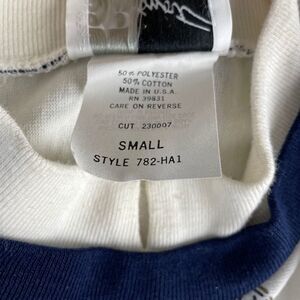 50% POLYESTER
50% COTTON
MADE IN U.S.A.
RN 39831
CARE ON REVERSE
CUT 230007
SMALL
STYLE 782-HA1